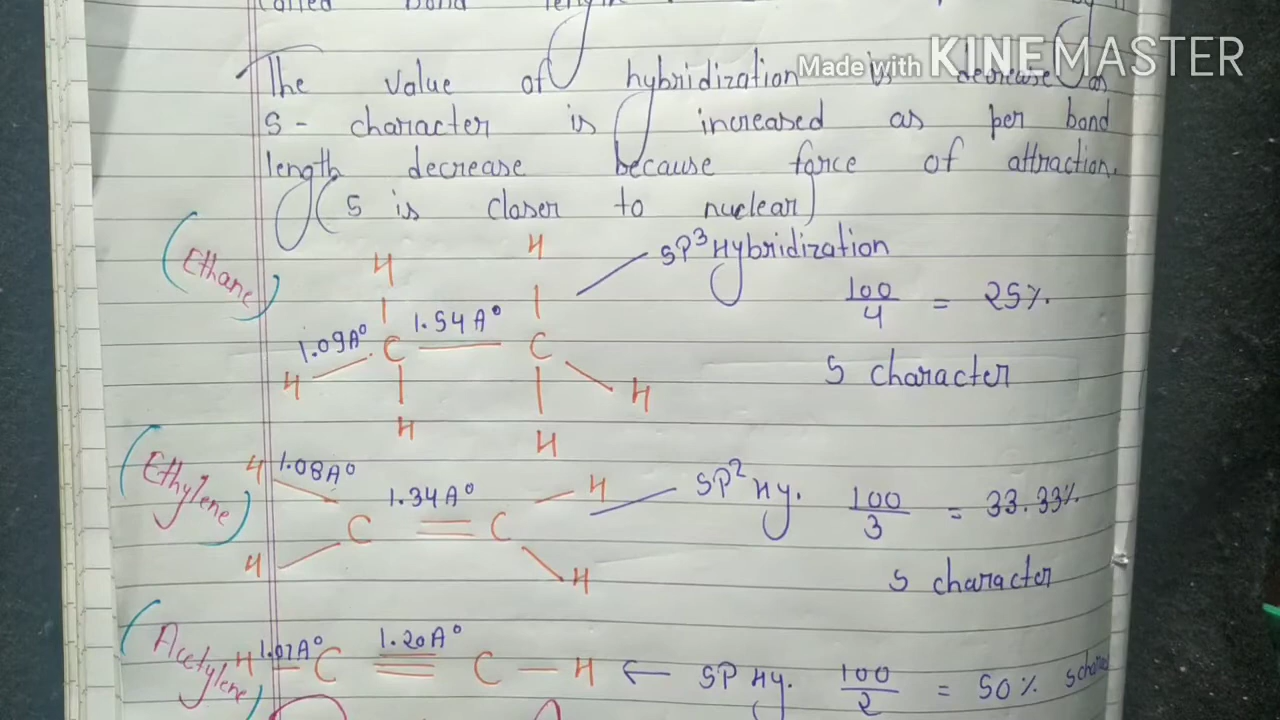 called bond length
Made with KINEMASTER
The value of hybridization is decrease as
S- character is increased as per bond
length decrease because force of attraction.
(S is closer to nuclear)
(Ethane)
H H
SP³ Hybridization
100/4 = 25%
1.09A° 1.54A°
C C
H H
H H
S character
(Ethylene)
H 1.08A° 1.34A° H
SP² Hy. 100/3 = 33.33%
C = C
H H
S character
(Acetylene)
1.20A°
H C ≡ C - H ← SP Hy. 100/2 = 50%